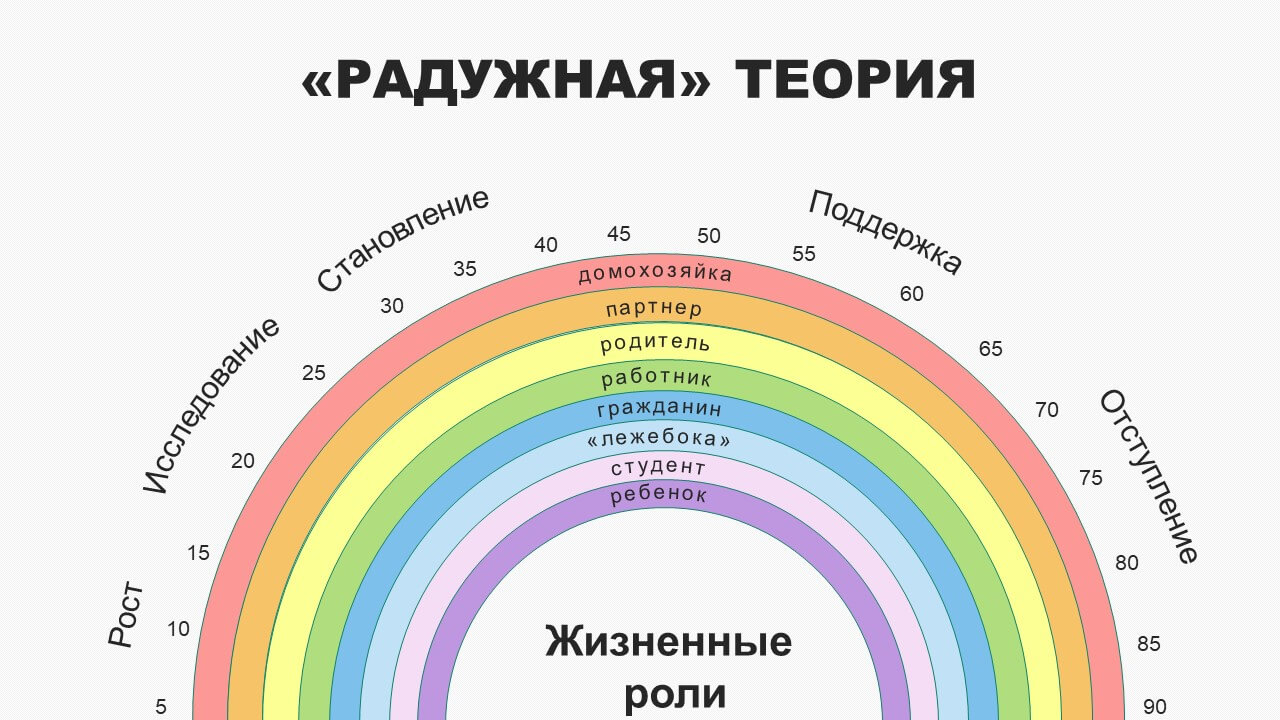 «РАДУЖНАЯ» ТЕОРИЯ
Рост
Исследование
Становление
Поддержка
Отступление
5
10
15
20
25
30
35
40
45
50
55
60
65
70
75
80
85
90
домохозяйка
партнер
родитель
работник
гражданин
«лежебока»
студент
ребенок
Жизненные
роли